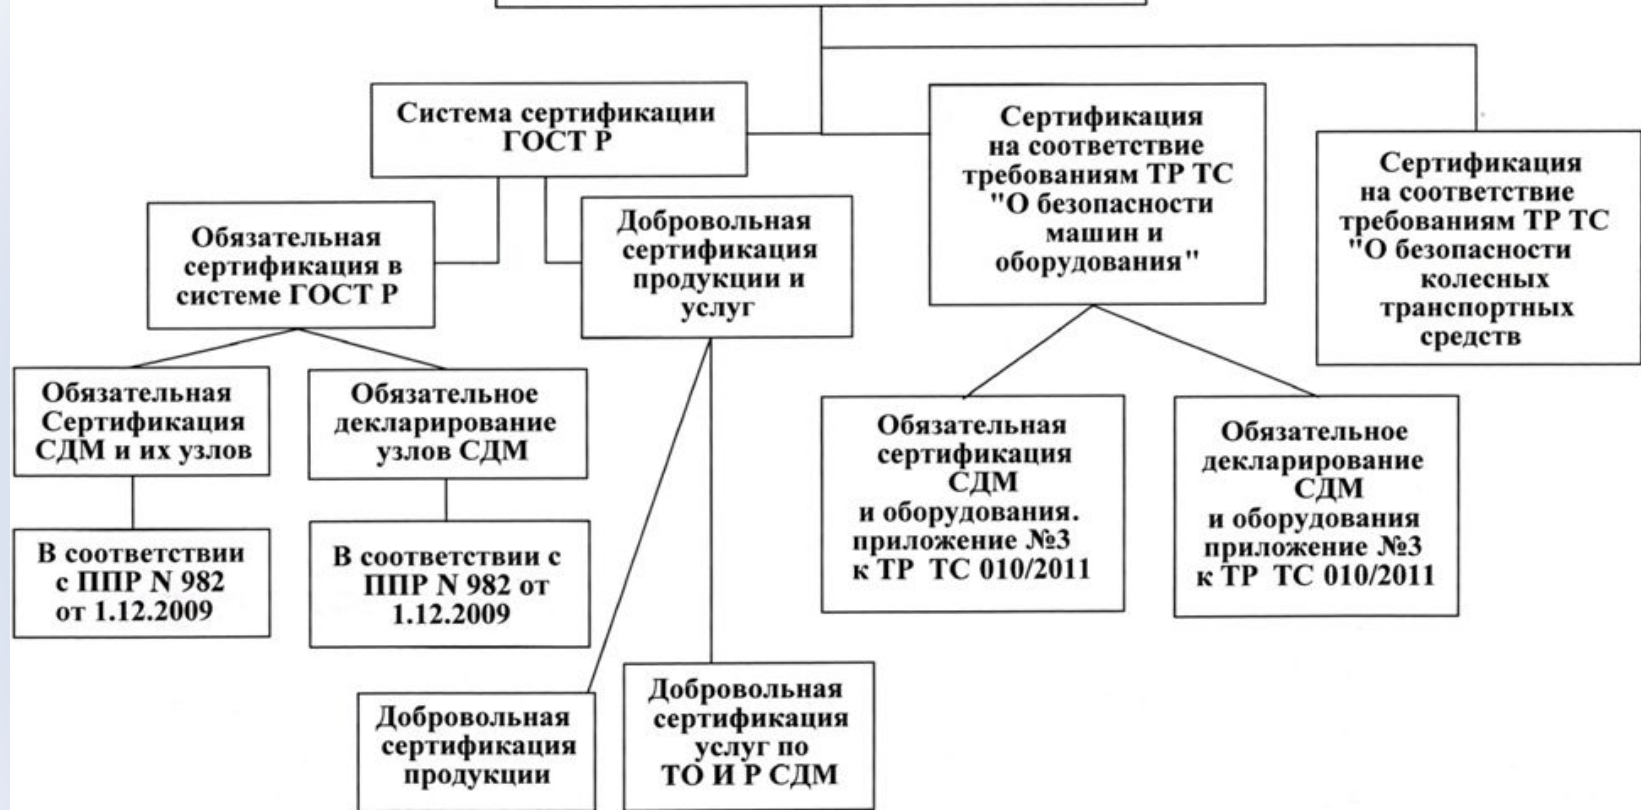 Система сертификации
ГОСТ Р
Сертификация
на соответствие
требованиям ТР ТС
"О безопасности
машин и
оборудования"
Сертификация
на соответствие
требованиям ТР ТС
"О безопасности
колесных
транспортных
средств
Обязательная
сертификация в
системе ГОСТ Р
Добровольная
сертификация
продукции и
услуг
Обязательная
Сертификация
СДМ и их узлов
Обязательное
декларирование
узлов СДМ
Обязательная
сертификация
СДМ
и оборудования.
приложение №3
к ТР ТС 010/2011
Обязательное
декларирование
СДМ
и оборудования
приложение №3
к ТР ТС 010/2011
В соответствии
с ППР N 982
от 1.12.2009
В соответствии с
ППР N 982 от
1.12.2009
Добровольная
сертификация
продукции
Добровольная
сертификация
услуг по
ТО И Р СДМ